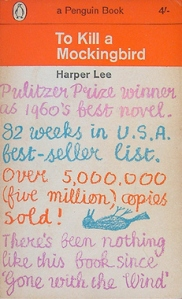 a Penguin Book 4/-
To Kill a
Mockingbird
Harper Lee
Pulitzer Prize winner
as 1960's best novel.
82 weeks in U.S.A.
best-seller list.
Over 5,000,000
(five million) copies
Sold!
There's been nothing
like this book since
'Gone with the Wind'